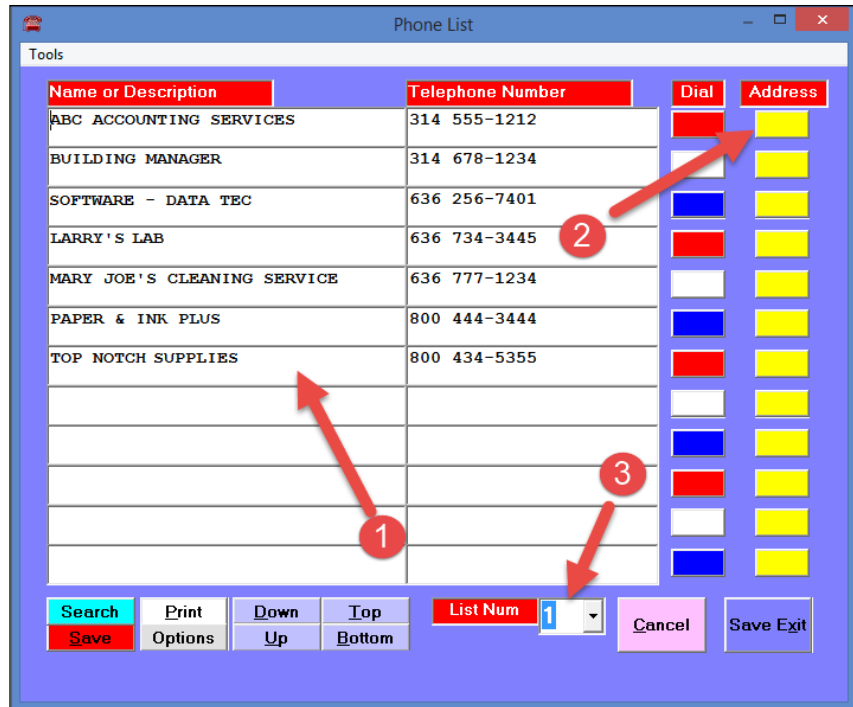 Phone List
Tools
Name or Description Telephone Number Dial Address
ABC ACCOUNTING SERVICES 314 555-1212
BUILDING MANAGER 314 678-1234
SOFTWARE - DATA TEC 636 256-7401
2
LARRY'S LAB 636 734-3445
MARY JOE'S CLEANING SERVICE 636 777-1234
PAPER & INK PLUS 800 444-3444
TOP NOTCH SUPPLIES 800 434-5355
3
1
Search Print Down Top List Num 1 Cancel Save Exit
Save Options Up Bottom